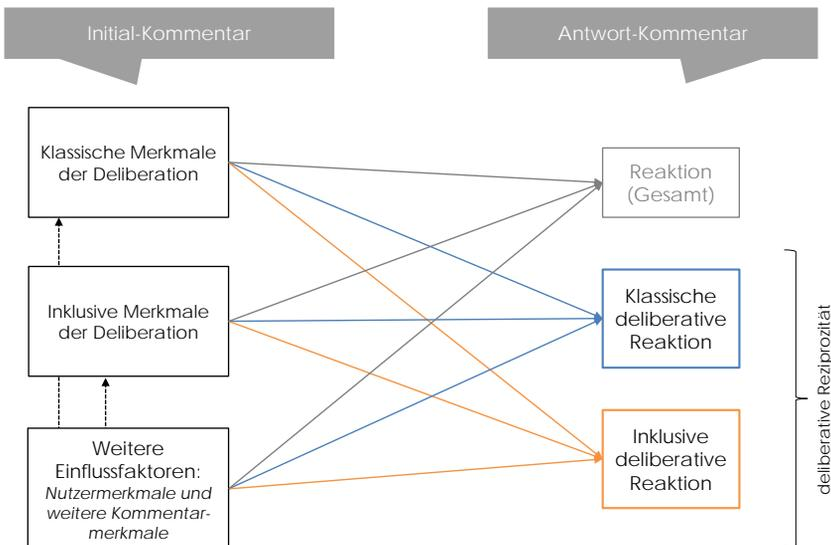 Initial-Kommentar
Antwort-Kommentar
Klassische Merkmale
der Deliberation
Reaktion
(Gesamt)
Inklusive Merkmale
der Deliberation
Klassische
deliberative
Reaktion
Weitere
Einflussfaktoren:
Nutzermerkmale und
weitere Kommentar-
merkmale
Inklusive
deliberative
Reaktion
deliberative Reziprozität